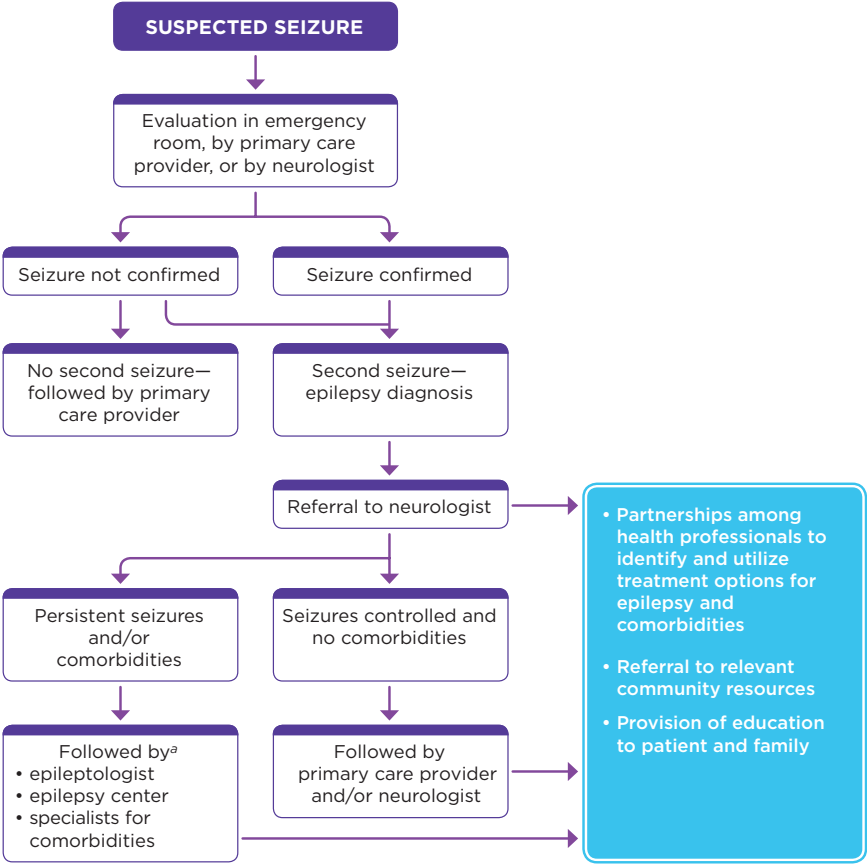 SUSPECTED SEIZURE
Evaluation in emergency
room, by primary care
provider, or by neurologist
Seizure not confirmed
Seizure confirmed
No second seizure—
followed by primary
care provider
Second seizure—
epilepsy diagnosis
Referral to neurologist
Persistent seizures
and/or
comorbidities
Seizures controlled and
no comorbidities
Followed byᵃ
• epileptologist
• epilepsy center
• specialists for
comorbidities
Followed by
primary care provider
and/or neurologist
• Partnerships among
health professionals to
identify and utilize
treatment options for
epilepsy and
comorbidities
• Referral to relevant
community resources
• Provision of education
to patient and family